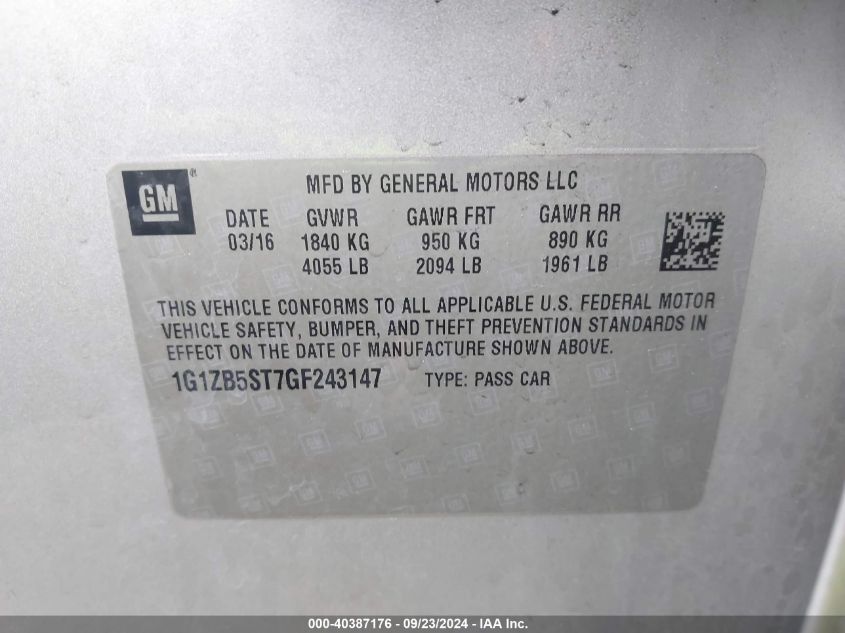 GM ® MFD BY GENERAL MOTORS LLC
DATE GVWR GAWR FRT GAWR RR
03/16 1840 KG 950 KG 890 KG
4055 LB 2094 LB 1961 LB
THIS VEHICLE CONFORMS TO ALL APPLICABLE U.S. FEDERAL MOTOR
VEHICLE SAFETY, BUMPER, AND THEFT PREVENTION STANDARDS IN
EFFECT ON THE DATE OF MANUFACTURE SHOWN ABOVE.
1G1ZB5ST7GF243147 TYPE: PASS CAR
000-40387176 - 09/23/2024 - IAA Inc.